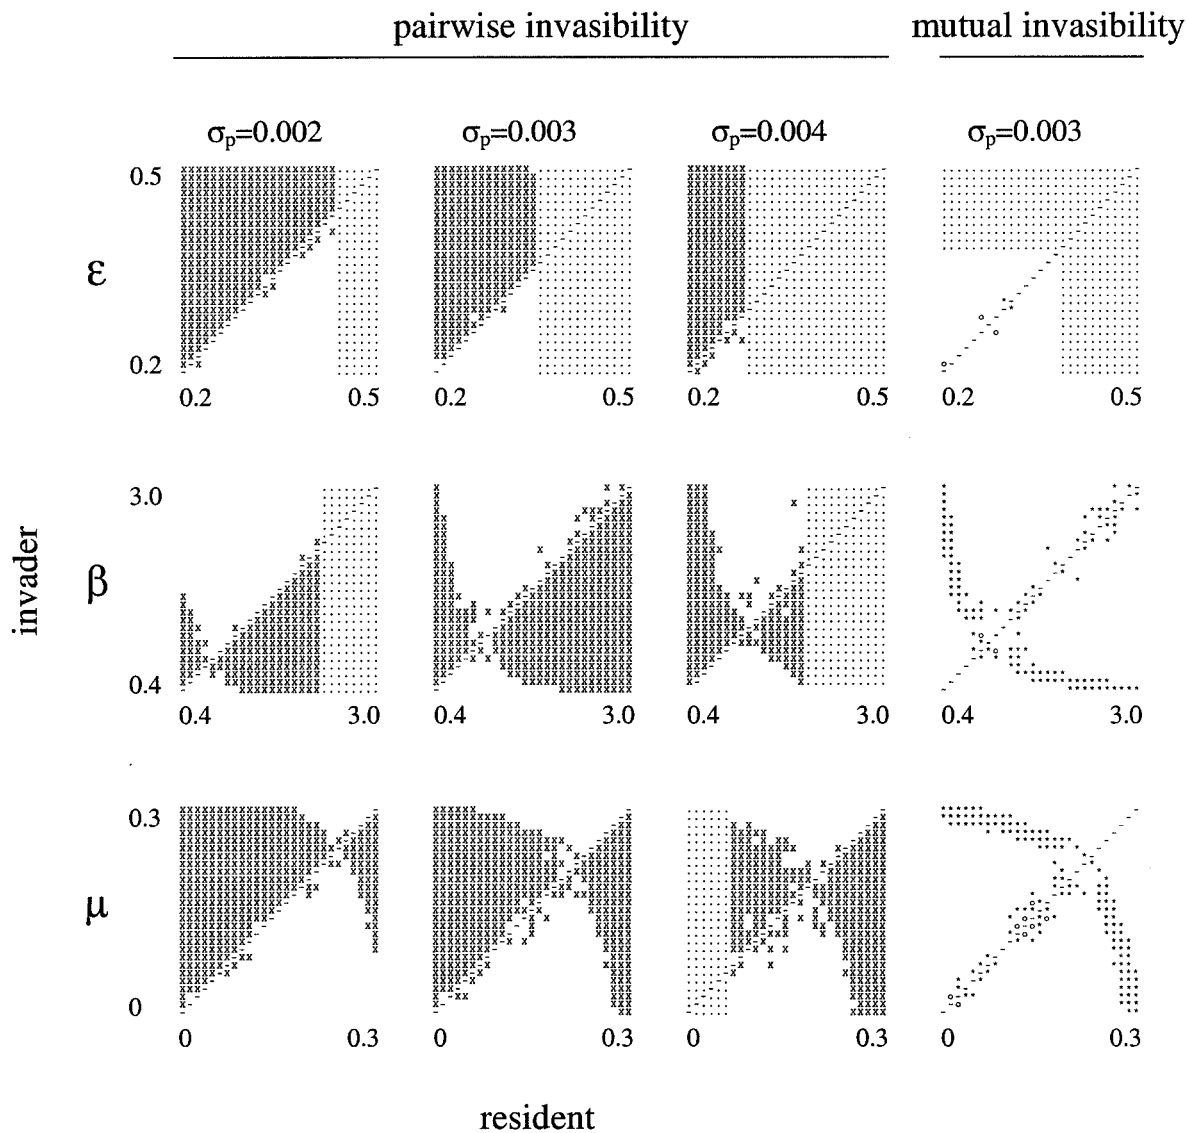 pairwise invasibility mutual invasibility
σp=0.002 σp=0.003 σp=0.004 σp=0.003
0.5
ε
0.2
0.2 0.5 0.2 0.5 0.2 0.5 0.2 0.5
invader
3.0
β
0.4
0.4 3.0 0.4 3.0 0.4 3.0 0.4 3.0
0.3
μ
0
0 0.3 0 0.3 0 0.3 0 0.3
resident